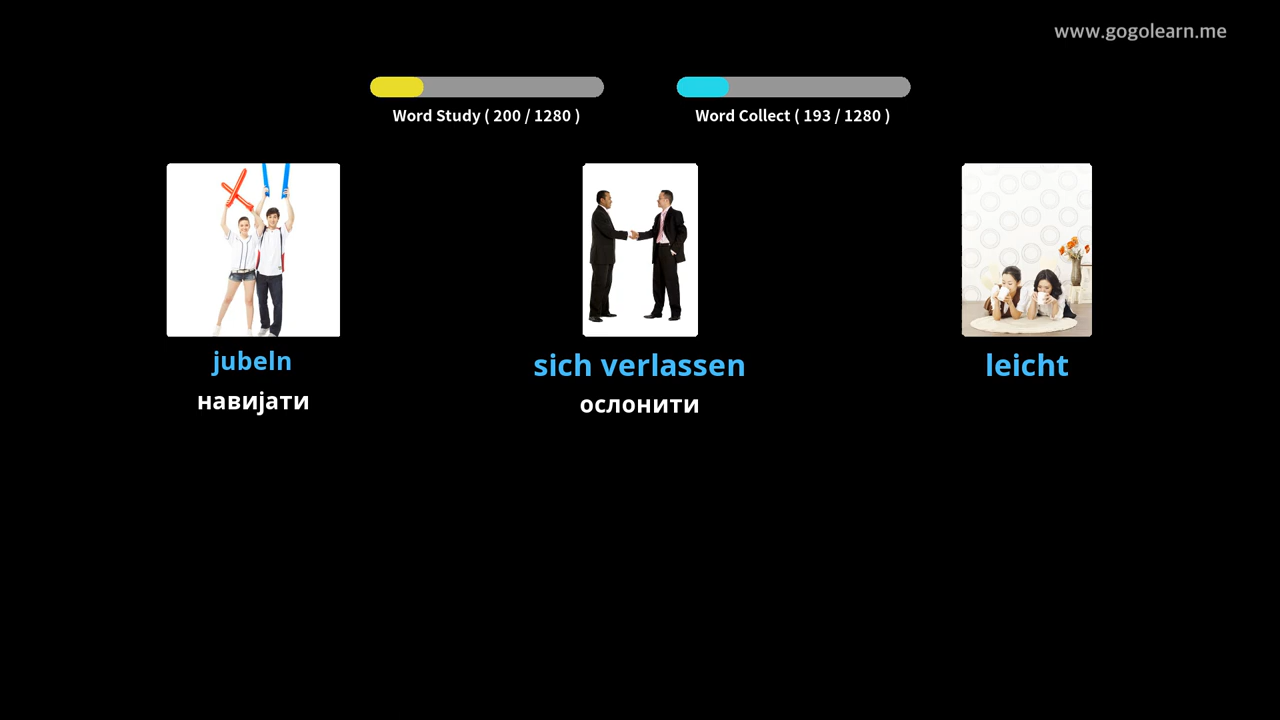 www.gogolearn.me
Word Study ( 200 / 1280 )
Word Collect ( 193 / 1280 )
jubeln
навијати
sich verlassen
ослонити
leicht